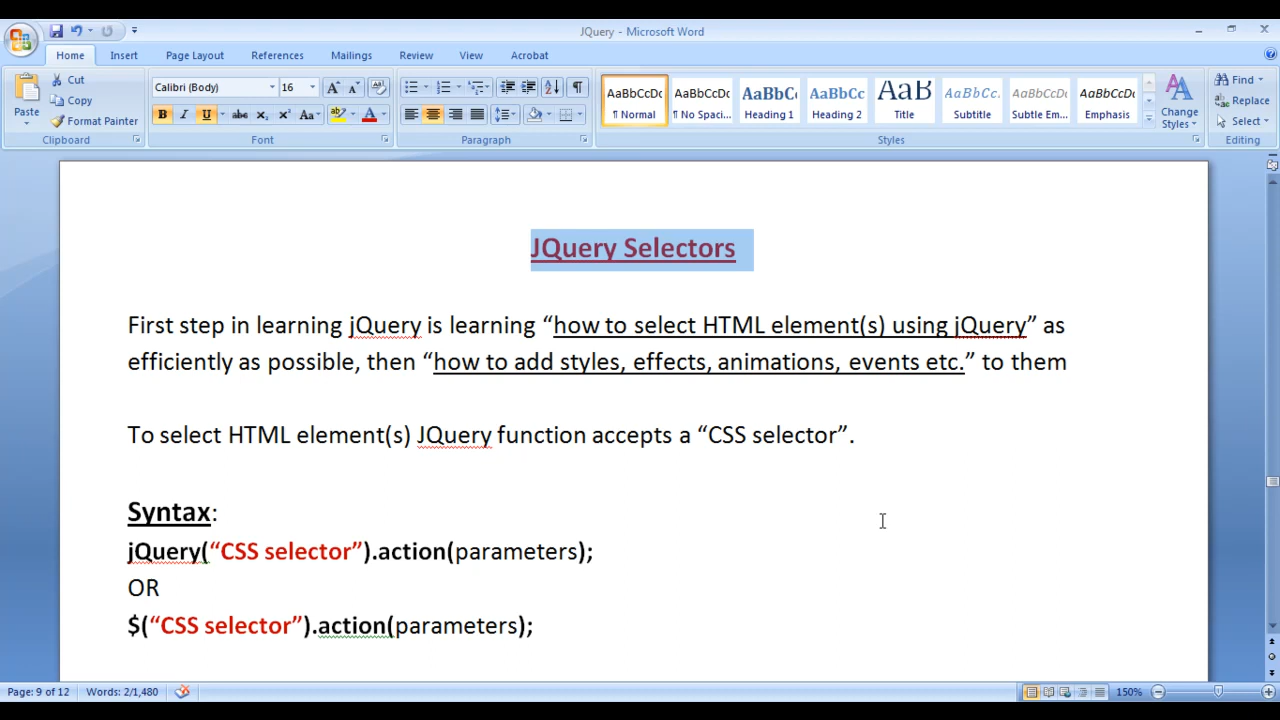 JQuery - Microsoft Word
Home Insert Page Layout References Mailings Review View Acrobat
Paste
Cut
Copy
Format Painter
Clipboard
Calibri (Body) 16
B I U abc X₂ X² Aa
Font
Paragraph
AaBbCcDc AaBbCcDc AaBbC( AaBbCc AaB AaBbCc. AaBbCcDc AaBbCcDc
¶ Normal ¶ No Spaci... Heading 1 Heading 2 Title Subtitle Subtle Em... Emphasis
Change Styles
Styles
Find
Replace
Select
Editing
JQuery Selectors
First step in learning jQuery is learning “how to select HTML element(s) using jQuery” as
efficiently as possible, then “how to add styles, effects, animations, events etc.” to them
To select HTML element(s) JQuery function accepts a “CSS selector”.
Syntax:
jQuery(“CSS selector”).action(parameters);
OR
$(“CSS selector”).action(parameters);
Page: 9 of 12 Words: 2/1,480 150%